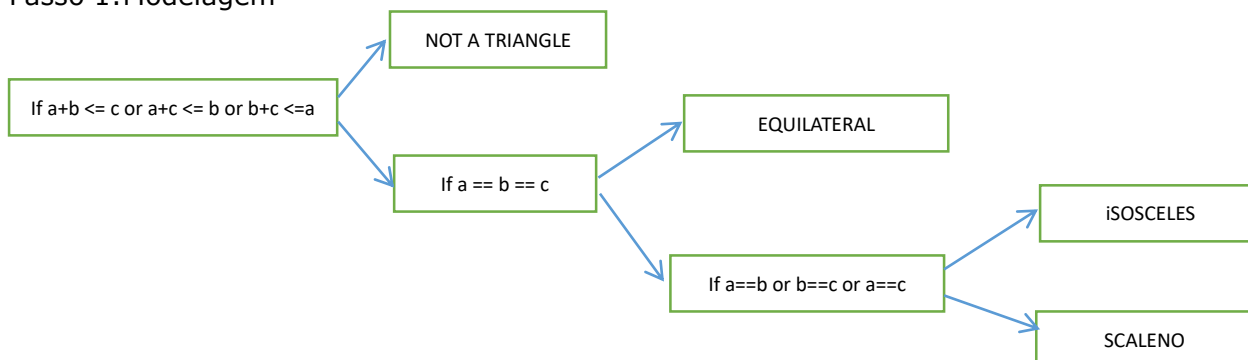 Passo 1:Modelagem
NOT A TRIANGLE
If a+b <= c or a+c <= b or b+c <=a
EQUILATERAL
If a == b == c
iSOSCELES
If a==b or b==c or a==c
SCALENO